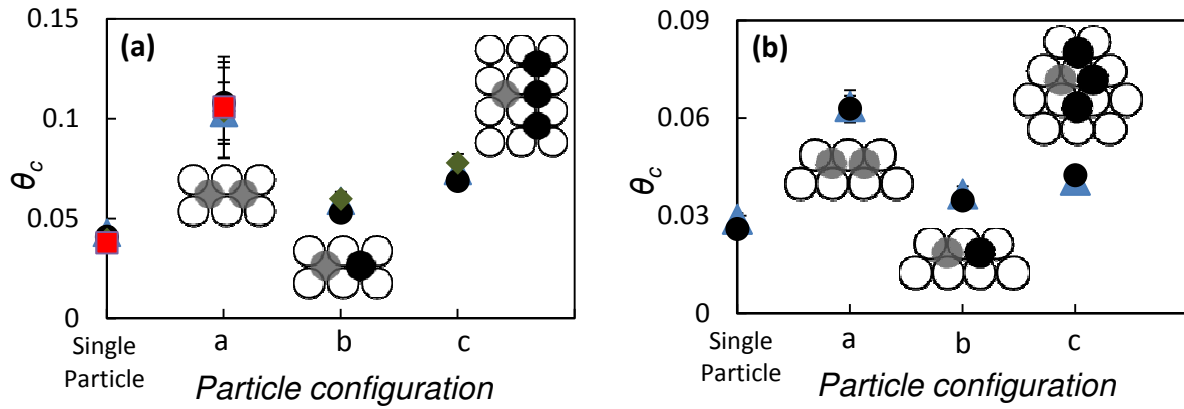 0.15
(a)
0.1
θc
0.05
0
Single
Particle
a
b
c
Particle configuration
0.09
(b)
0.06
θc
0.03
0
Single
Particle
a
b
c
Particle configuration